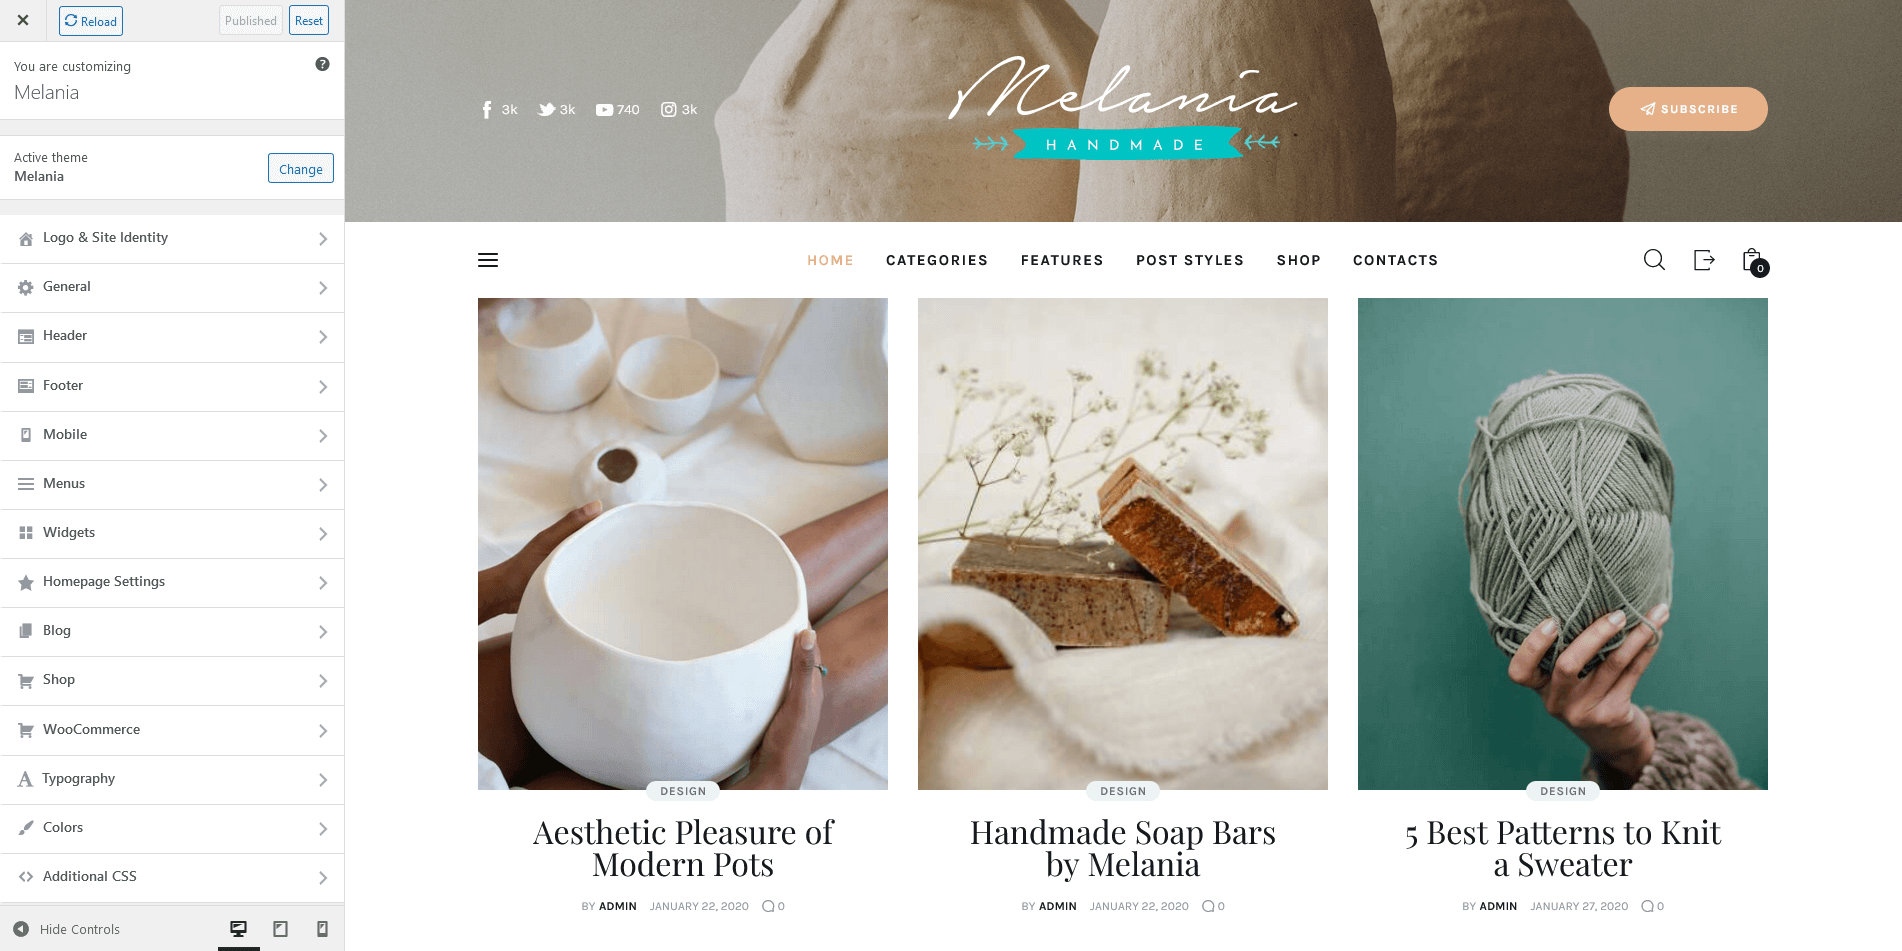 Reload
Published
Reset
You are customizing
Melania
Active theme
Melania
Change
Logo & Site Identity
General
Header
Footer
Mobile
Menus
Widgets
Homepage Settings
Blog
Shop
WooCommerce
Typography
Colors
Additional CSS
Hide Controls
3k 3k 740 3k
Melania
HANDMADE
SUBSCRIBE
HOME CATEGORIES FEATURES POST STYLES SHOP CONTACTS
0
DESIGN
Aesthetic Pleasure of
Modern Pots
BY ADMIN JANUARY 22, 2020 0
DESIGN
Handmade Soap Bars
by Melania
BY ADMIN JANUARY 22, 2020 0
DESIGN
5 Best Patterns to Knit
a Sweater
BY ADMIN JANUARY 27, 2020 0